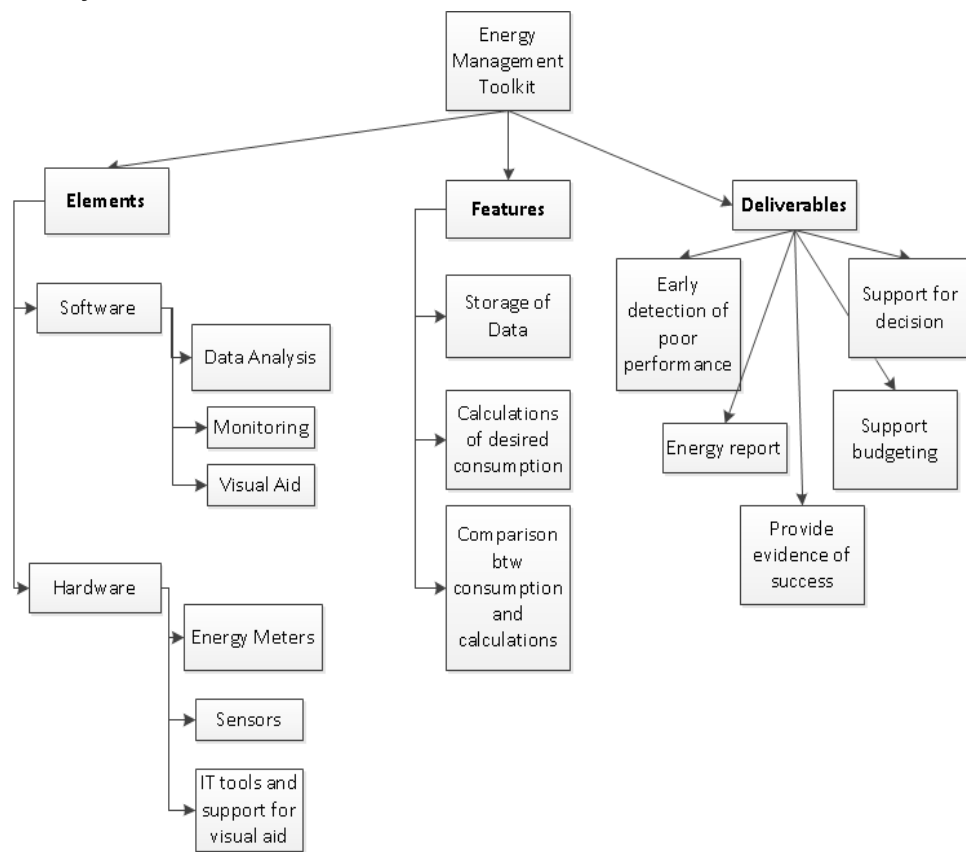 Energy
Management
Toolkit
Elements
Software
Data Analysis
Monitoring
Visual Aid
Hardware
Energy Meters
Sensors
IT tools and
support for
visual aid
Features
Storage of
Data
Calculations
of desired
consumption
Comparison
btw
consumption
and
calculations
Deliverables
Early
detection of
poor
performance
Energy report
Provide
evidence of
success
Support
budgeting
Support for
decision